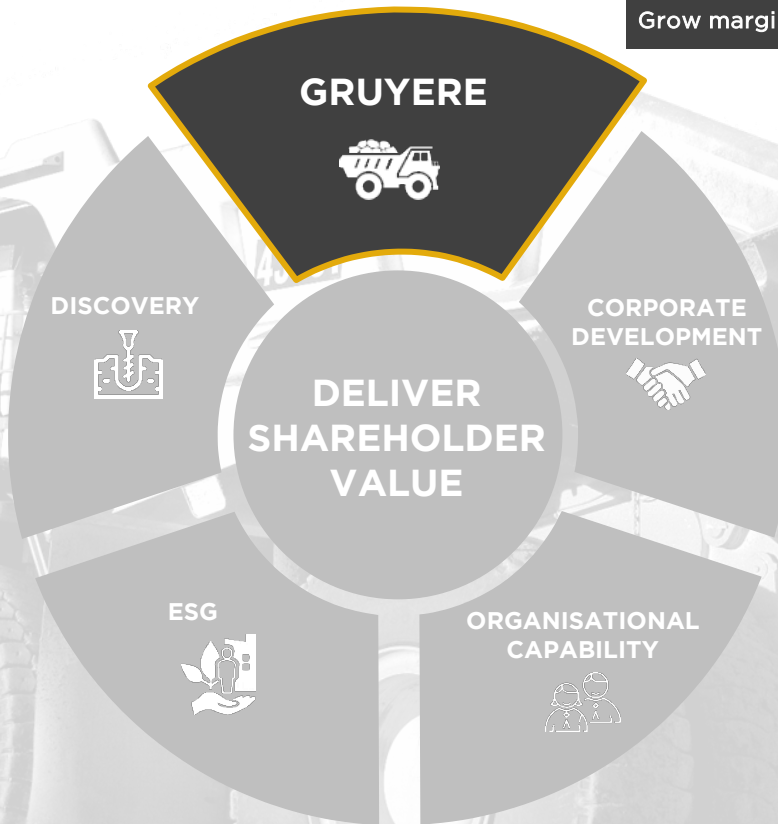 Grow margi
GRUYERE
DISCOVERY
CORPORATE
DEVELOPMENT
DELIVER
SHAREHOLDER
VALUE
ESG
ORGANISATIONAL
CAPABILITY